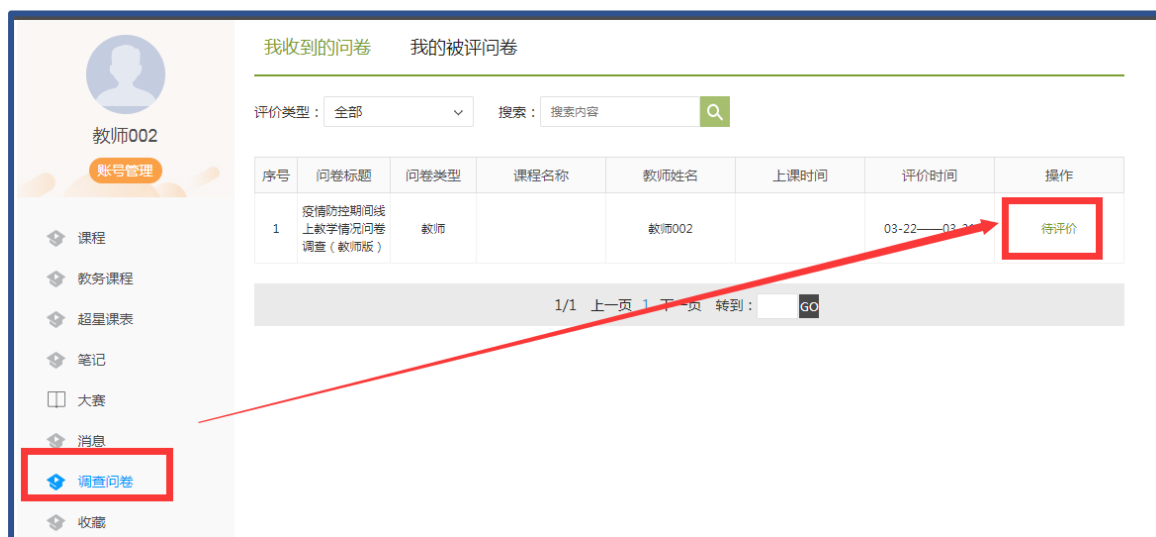 教师002
账号管理
课程
教务课程
超星课表
笔记
大赛
消息
调查问卷
收藏
我收到的问卷 我的被评问卷
评价类型： 全部 搜索： 搜索内容
序号 问卷标题 问卷类型 课程名称 教师姓名 上课时间 评价时间 操作
疫情防控期间线
1 上教学情况问卷 教师 教师002 03-22——03- 待评价
调查（教师版）
1/1 上一页 1 下一页 转到： GO